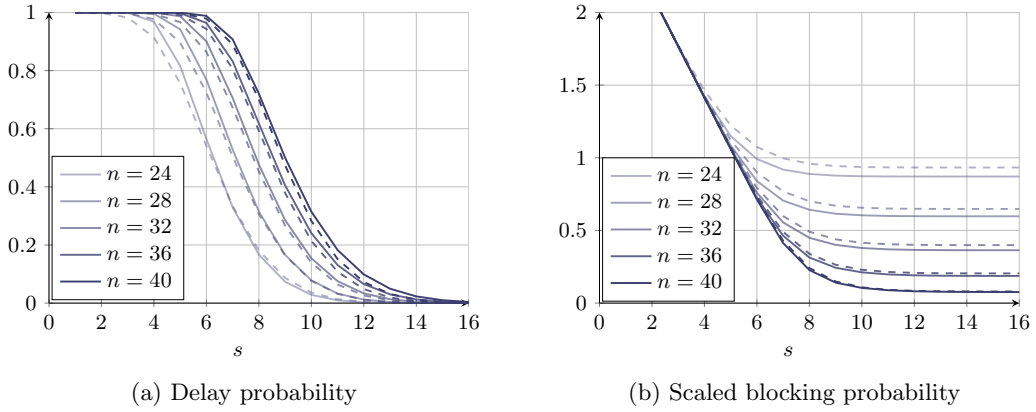 1
0.8
0.6
0.4
0.2
0
n = 24
n = 28
n = 32
n = 36
n = 40
0 2 4 6 8 10 12 14 16
s
(a) Delay probability
2
1.5
1
0.5
0
n = 24
n = 28
n = 32
n = 36
n = 40
0 2 4 6 8 10 12 14 16
s
(b) Scaled blocking probability